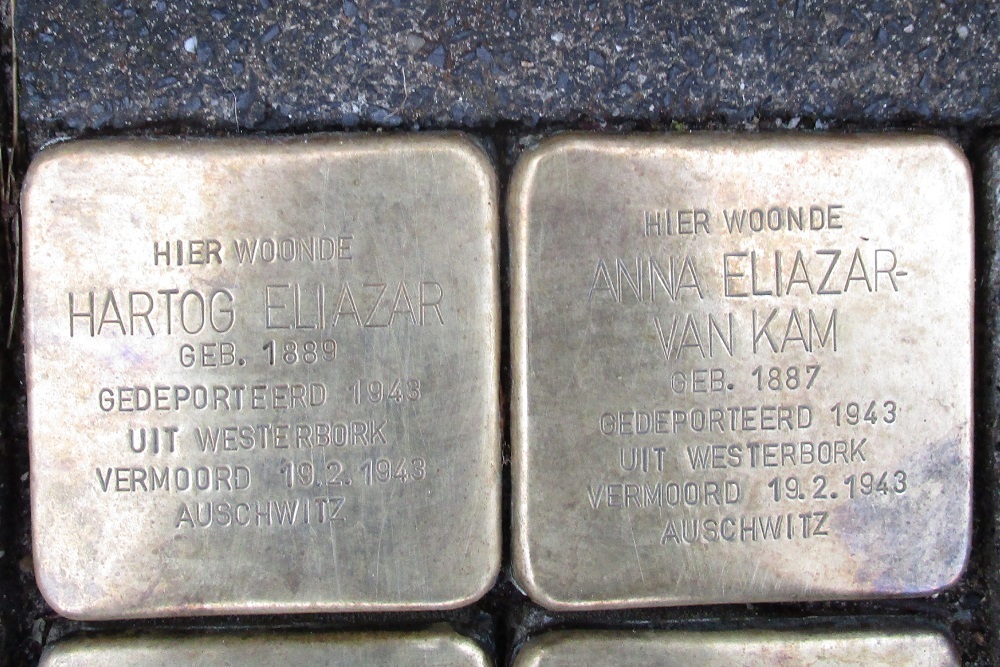 HIER WOONDE
HARTOG ELIAZAR
GEB. 1889
GEDEPORTEERD 1943
UIT WESTERBORK
VERMOORD 19.2.1943
AUSCHWITZ
HIER WOONDE
ANNA ELIAZAR-
VAN KAM
GEB. 1887
GEDEPORTEERD 1943
UIT WESTERBORK
VERMOORD 19.2.1943
AUSCHWITZ